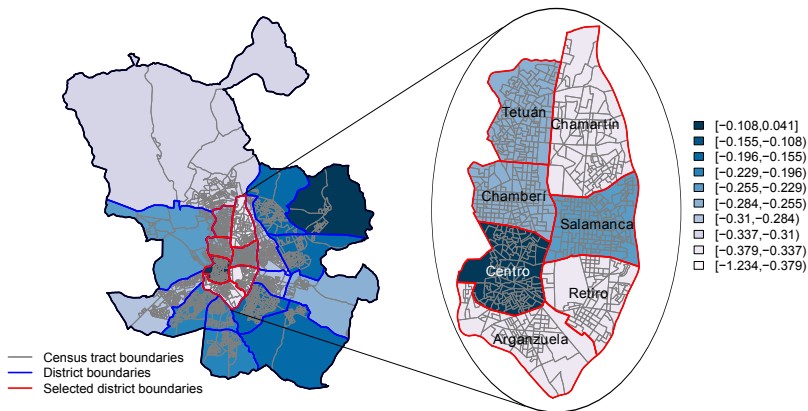 Tetuán
Chamartín
Chamberí
Salamanca
Centro
Retiro
Arganzuela
[−0.108,0.041]
[−0.155,−0.108)
[−0.196,−0.155)
[−0.229,−0.196)
[−0.255,−0.229)
[−0.284,−0.255)
[−0.31,−0.284)
[−0.337,−0.31)
[−0.379,−0.337)
[−1.234,−0.379)
Census tract boundaries
District boundaries
Selected district boundaries